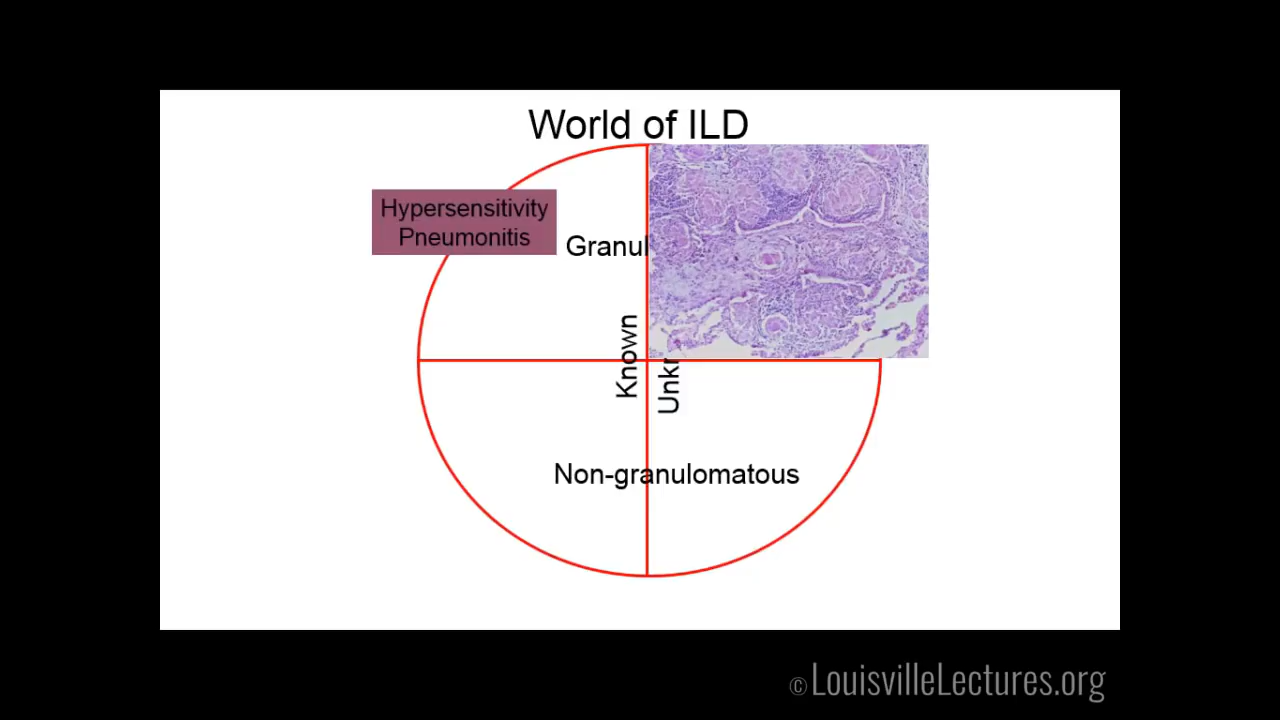 World of ILD
Hypersensitivity
Pneumonitis
Granul
Known
Unkr
Non-granulomatous
© LouisvilleLectures.org